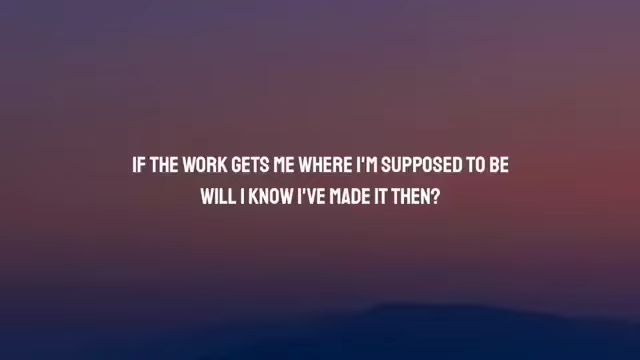 IF THE WORK GETS ME WHERE I'M SUPPOSED TO BE
WILL I KNOW I'VE MADE IT THEN?